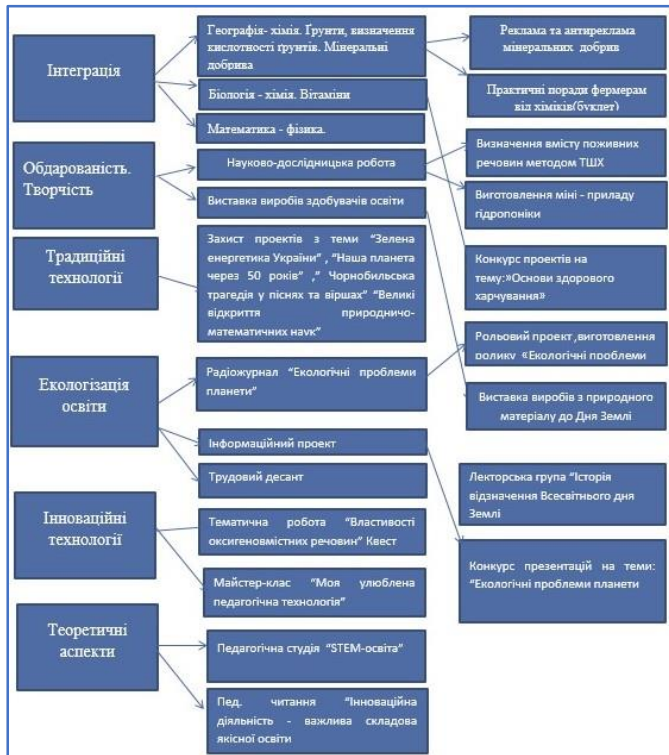 Інтеграція
Географія- хімія. Ґрунти, визначення
кислотності ґрунтів. Мінеральні
добрива
Біологія - хімія. Вітаміни
Математика - фізика.
Реклама та антиреклама
мінеральних добрив
Практичні поради фермерам
від хіміків(буклет)
Обдарованість.
Творчість
Науково-дослідницька робота
Виставка виробів здобувачів освіти
Визначення вмісту поживних
речовин методом ТШХ
Виготовлення міні - приладу
гідропоніки
Традиційні
технології
Захист проектів з теми “Зелена
енергетика України” , “Наша планета
через 50 років” ,” Чорнобильська
трагедія у піснях та віршах” “Великі
відкриття природничо-
математичних наук”
Конкурс проектів на
тему:»Основи здорового
харчування»
Екологізація
освіти
Радіожурнал “Екологічні проблеми
планети”
Інформаційний проект
Трудовий десант
Рольовий проект ,виготовлення
ролику «Екологічні проблеми
Виставка виробів з природного
матеріалу до Дня Землі
Лекторська група “Історія
відзначення Всесвітнього дня
Землі
Інноваційні
технології
Тематична робота “Властивості
оксигеновмістних речовин” Квест
Майстер-клас “Моя улюблена
педагогічна технологія”
Конкурс презентацій на теми:
“Екологічні проблеми планети
Теоретичні
аспекти
Педагогічна студія “STEM-освіта”
Пед. читання “Інноваційна
діяльність - важлива складова
якісної освіти